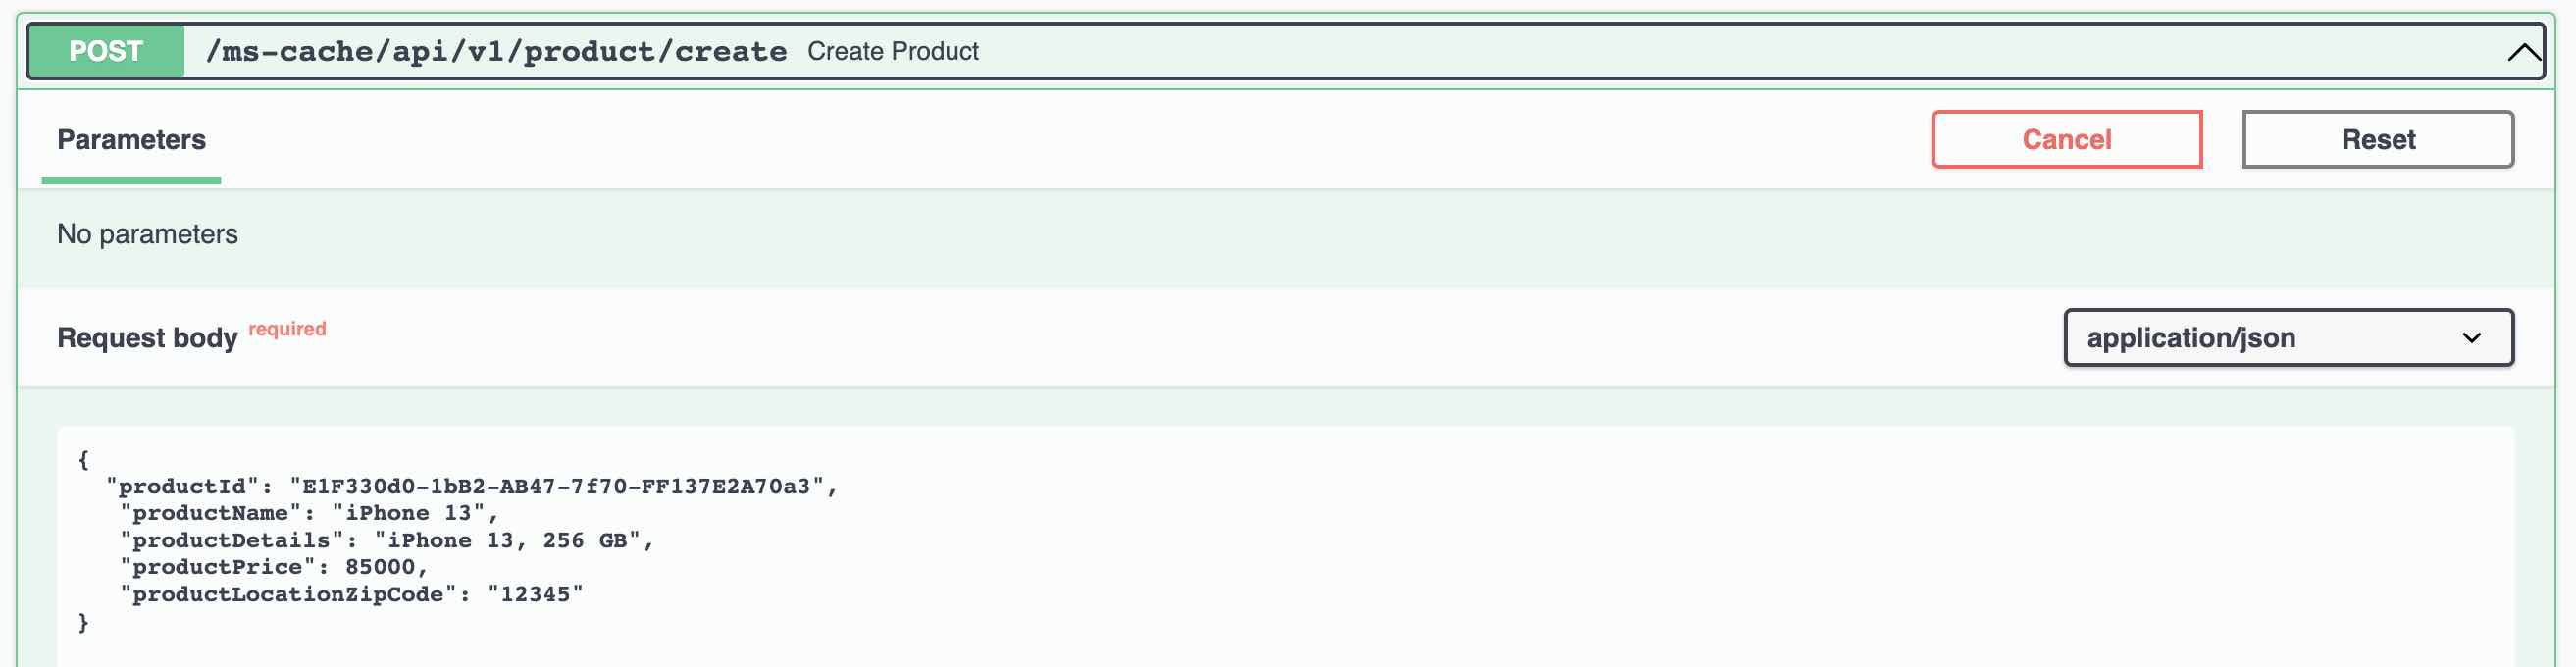 POST /ms-cache/api/v1/product/create Create Product
Parameters Cancel Reset
No parameters
Request body required application/json
{
"productId": "E1F330d0-1bB2-AB47-7f70-FF137E2A70a3",
"productName": "iPhone 13",
"productDetails": "iPhone 13, 256 GB",
"productPrice": 85000,
"productLocationZipCode": "12345"
}